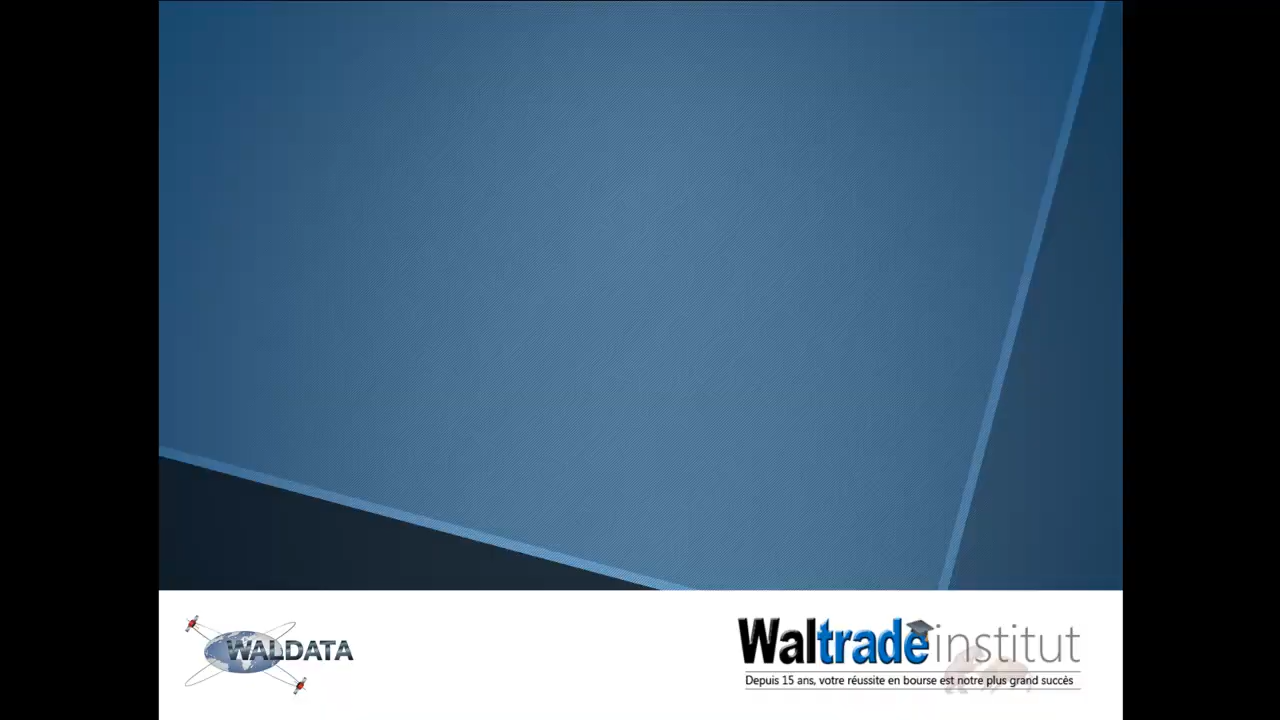 WALDATA
Waltrade institut
Depuis 15 ans, votre réussite en bourse est notre plus grand succès